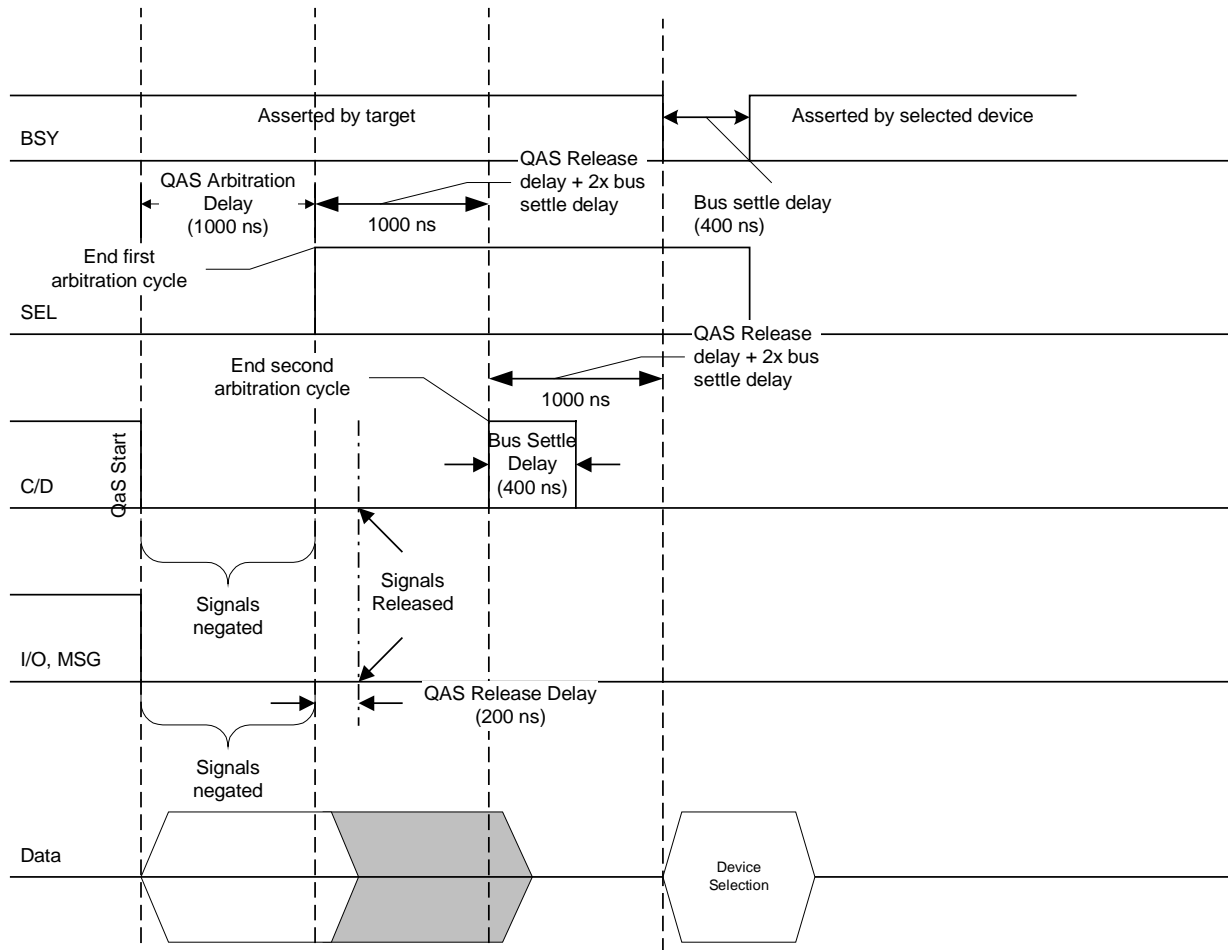 Asserted by target
Asserted by selected device
BSY
QAS Release
delay + 2x bus
settle delay
QAS Arbitration
Delay
(1000 ns)
1000 ns
Bus settle delay
(400 ns)
End first
arbitration cycle
SEL
QAS Release
delay + 2x bus
settle delay
End second
arbitration cycle
1000 ns
QaS Start
Bus Settle
Delay
(400 ns)
C/D
Signals
negated
Signals
Released
I/O, MSG
QAS Release Delay
(200 ns)
Signals
negated
Data
Device
Selection